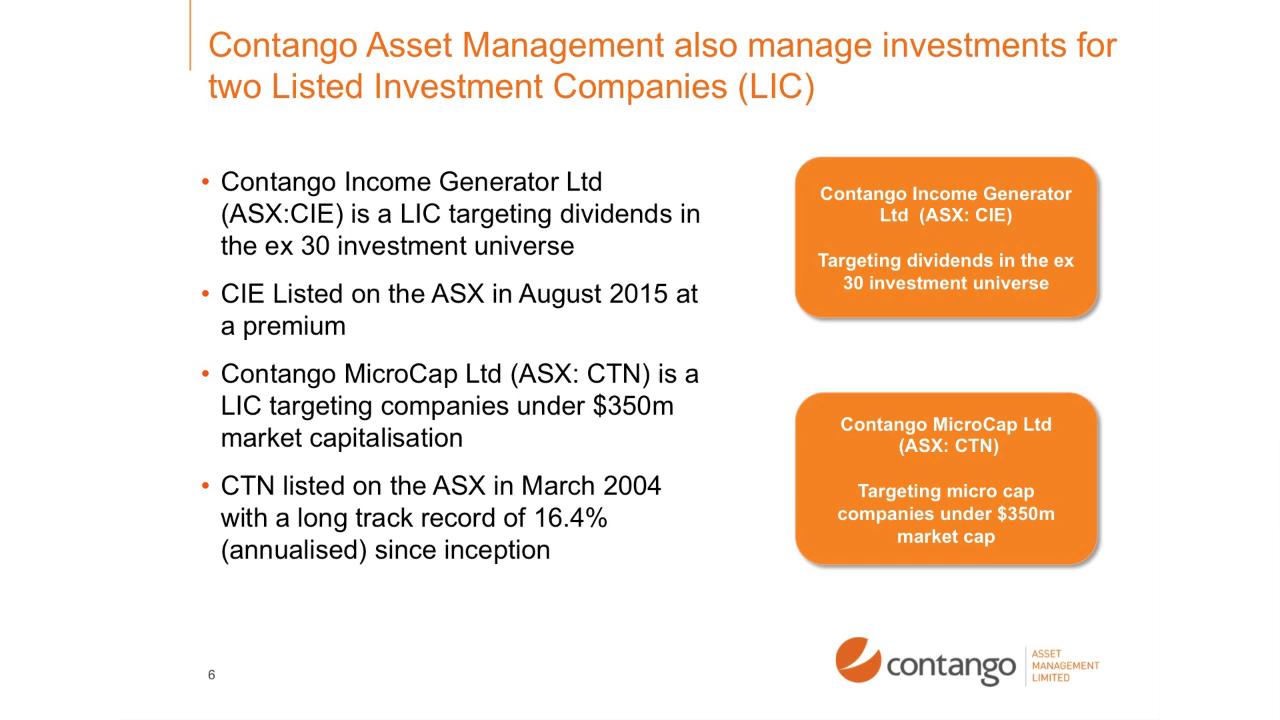 Contango Asset Management also manage investments for
two Listed Investment Companies (LIC)
• Contango Income Generator Ltd
(ASX:CIE) is a LIC targeting dividends in
the ex 30 investment universe
• CIE Listed on the ASX in August 2015 at
a premium
• Contango MicroCap Ltd (ASX: CTN) is a
LIC targeting companies under $350m
market capitalisation
• CTN listed on the ASX in March 2004
with a long track record of 16.4%
(annualised) since inception
Contango Income Generator
Ltd (ASX: CIE)
Targeting dividends in the ex
30 investment universe
Contango MicroCap Ltd
(ASX: CTN)
Targeting micro cap
companies under $350m
market cap
6
contango
ASSET
MANAGEMENT
LIMITED